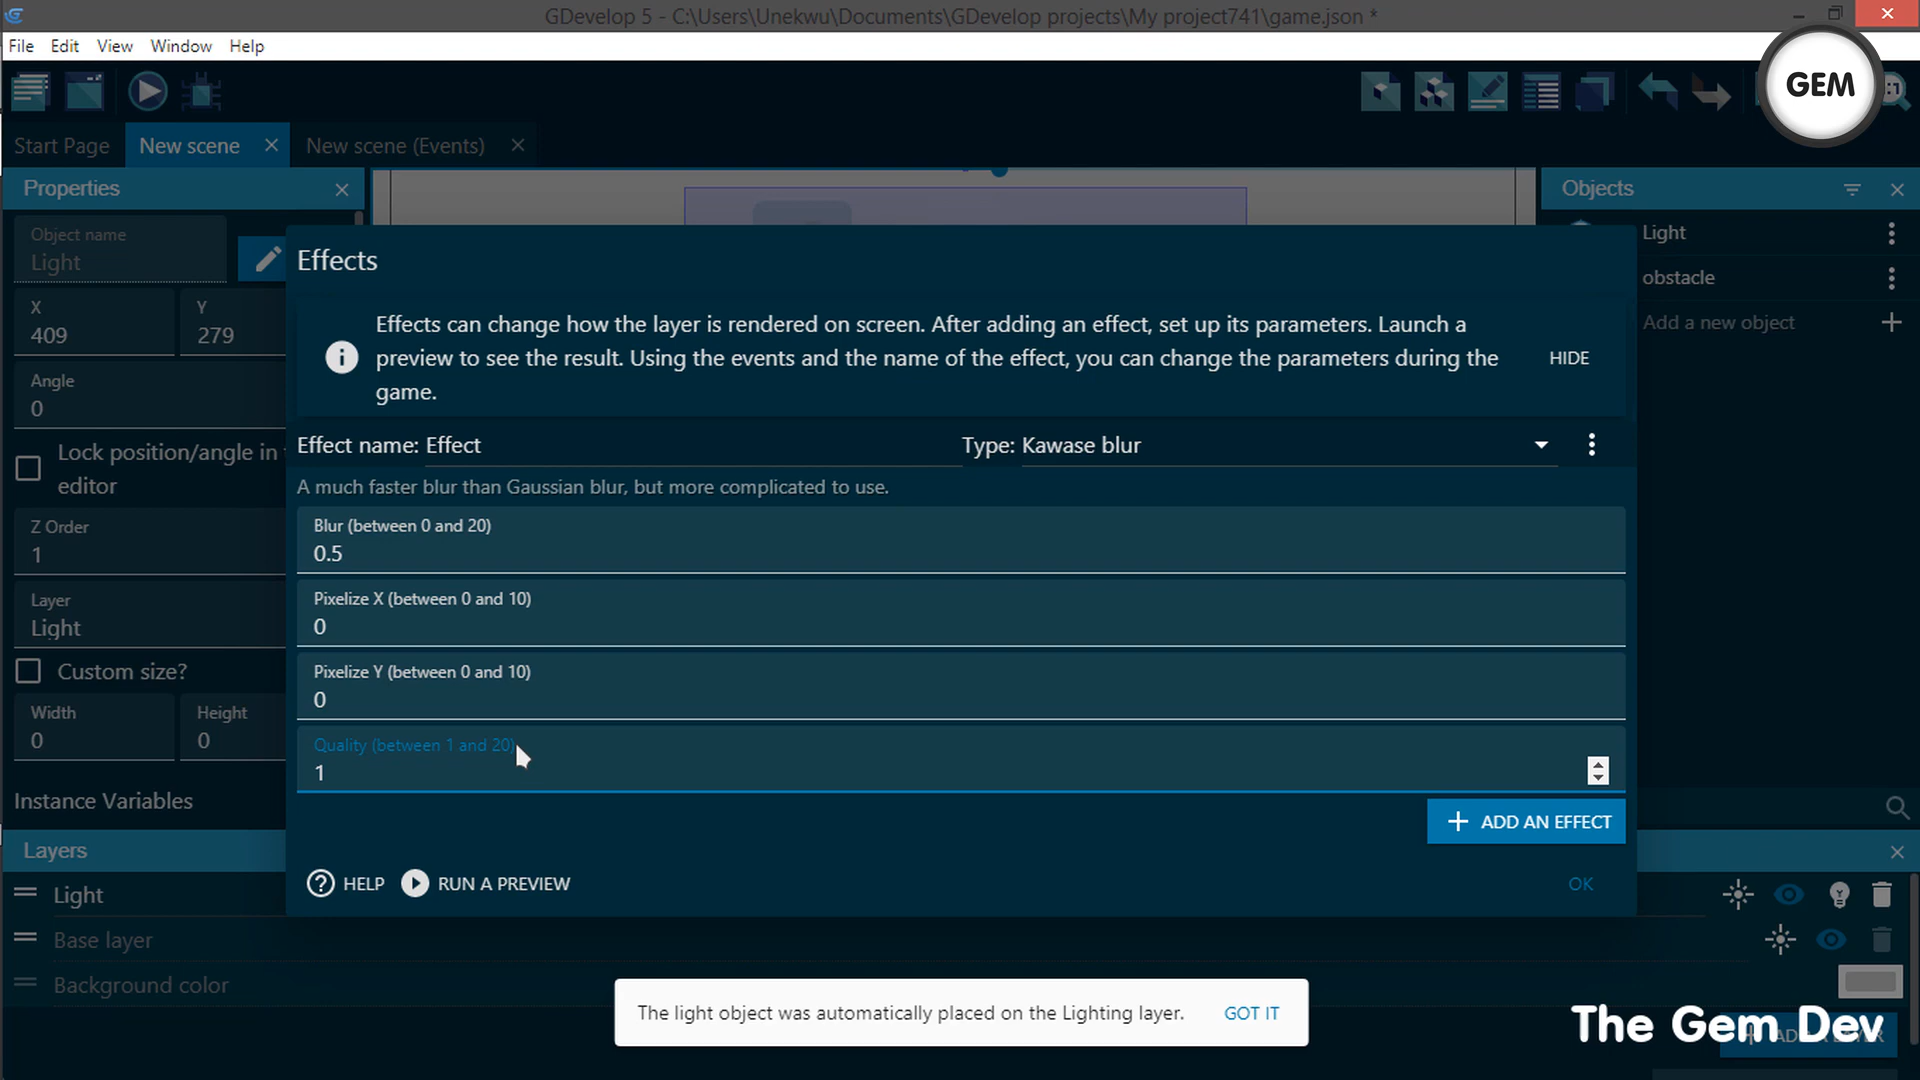 GDevelop 5 - C:\Users\Unekwu\Documents\GDevelop projects\My project741\game.json *
File Edit View Window Help
GEM
Start Page New scene New scene (Events)
Properties
Objects
Object name
Light
X
409
Y
279
Angle
0
Lock position/angle in
editor
Z Order
1
Layer
Light
Custom size?
Width
0
Height
0
Instance Variables
Effects
Effects can change how the layer is rendered on screen. After adding an effect, set up its parameters. Launch a
preview to see the result. Using the events and the name of the effect, you can change the parameters during the
game.
HIDE
Effect name: Effect
Type: Kawase blur
A much faster blur than Gaussian blur, but more complicated to use.
Blur (between 0 and 20)
0.5
Pixelize X (between 0 and 10)
0
Pixelize Y (between 0 and 10)
0
Quality (between 1 and 20)
1
ADD AN EFFECT
HELP
RUN A PREVIEW
OK
Light
obstacle
Add a new object
Layers
Light
Base layer
Background color
The light object was automatically placed on the Lighting layer. GOT IT
The Gem Dev